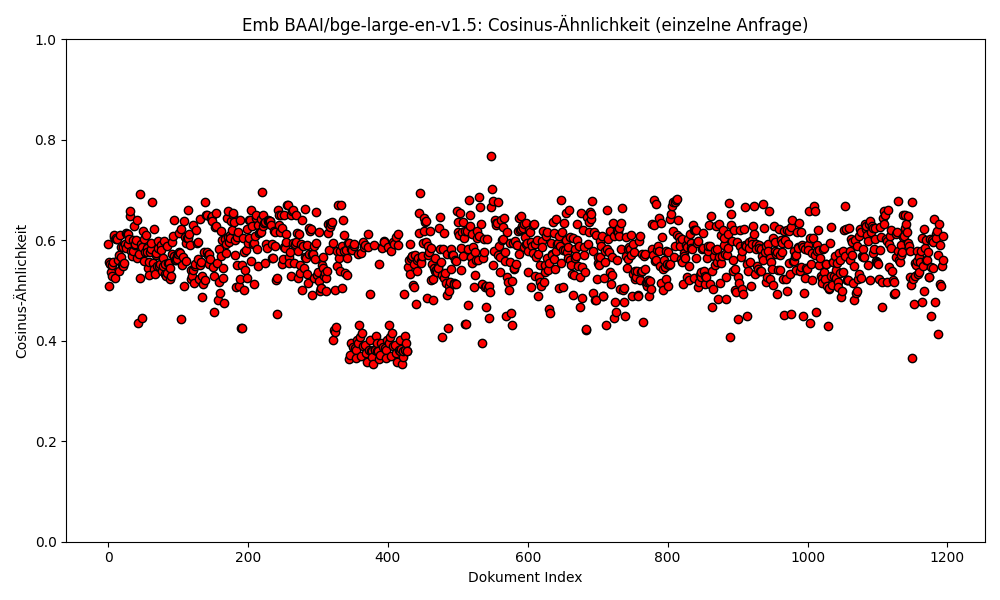 Emb BAAI/bge-large-en-v1.5: Cosinus-Ähnlichkeit (einzelne Anfrage)
1.0
0.8
0.6
0.4
0.2
0.0
Cosinus-Ähnlichkeit
0 200 400 600 800 1000 1200
Dokument Index